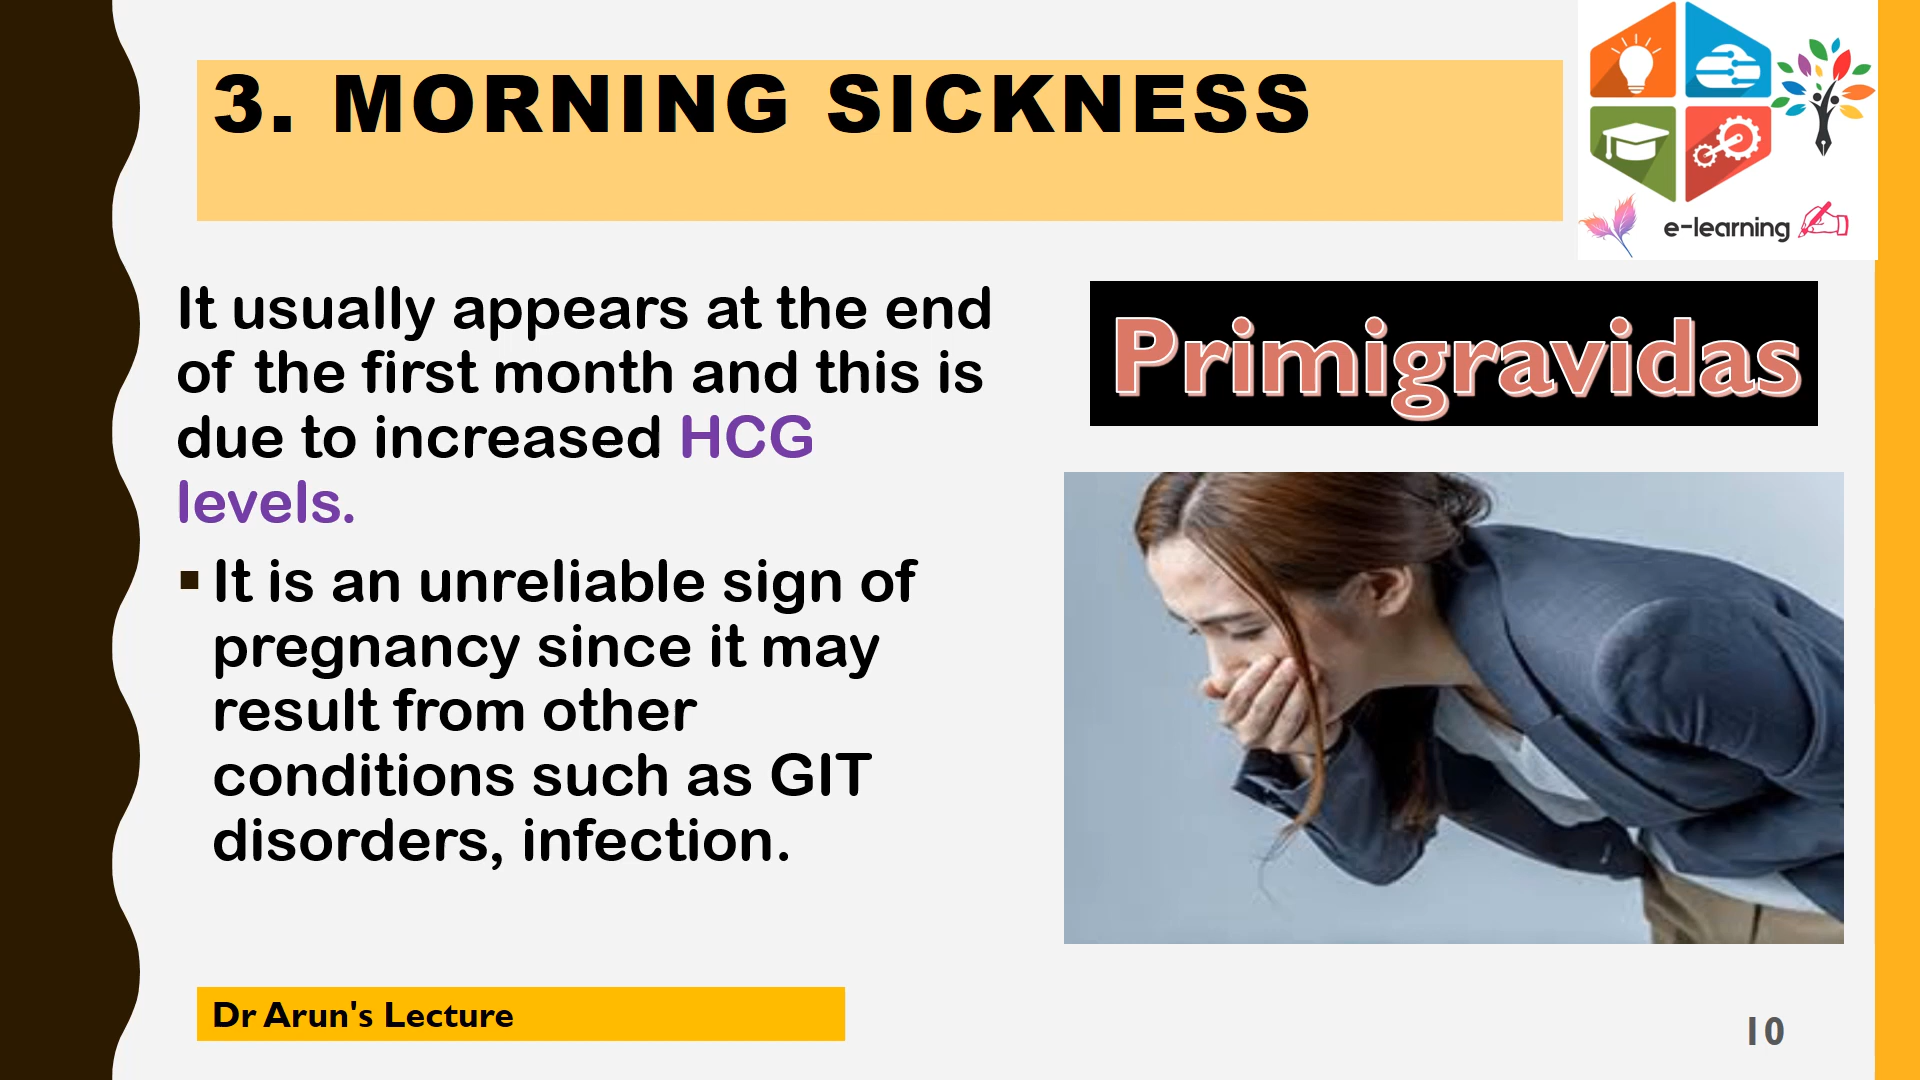 3. MORNING SICKNESS
e-learning
It usually appears at the end
of the first month and this is
due to increased HCG
levels.
▪ It is an unreliable sign of
pregnancy since it may
result from other
conditions such as GIT
disorders, infection.
Primigravidas
Dr Arun's Lecture
10